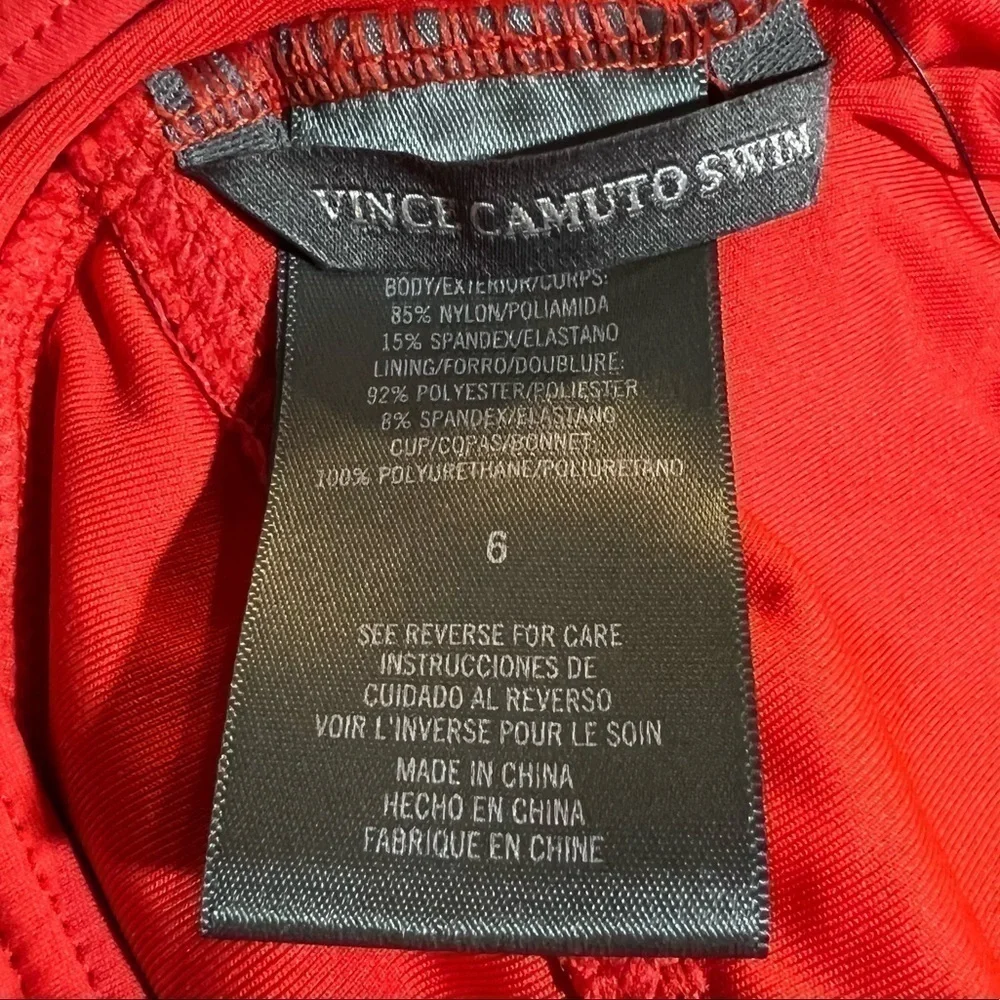 VINCE CAMUTO SWIM
BODY/EXTERIOR/CORPS:
85% NYLON/POLIAMIDA
15% SPANDEX/ELASTANO
LINING/FORRO/DOUBLURE:
92% POLYESTER/POLIESTER
8% SPANDEX/ELASTANO
CUP/COPAS/BONNET
100% POLYURETHANE/POLIURETANO
6
SEE REVERSE FOR CARE
INSTRUCCIONES DE
CUIDADO AL REVERSO
VOIR L'INVERSE POUR LE SOIN
MADE IN CHINA
HECHO EN CHINA
FABRIQUE EN CHINE